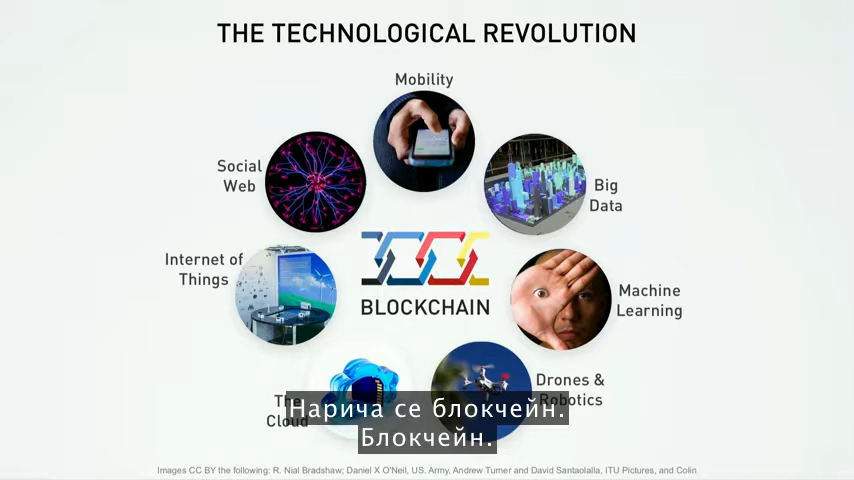 THE TECHNOLOGICAL REVOLUTION
Mobility
Social
Web
Big
Data
Internet of
Things
BLOCKCHAIN
Machine
Learning
Drones &
Robotics
The
Cloud
Нарича се блокчейн.
Блокчейн.
Images CC BY the following: R. Nial Bradshaw; Daniel X O'Neil, US. Army, Andrew Turner and David Santaolalla, ITU Pictures, and Colin